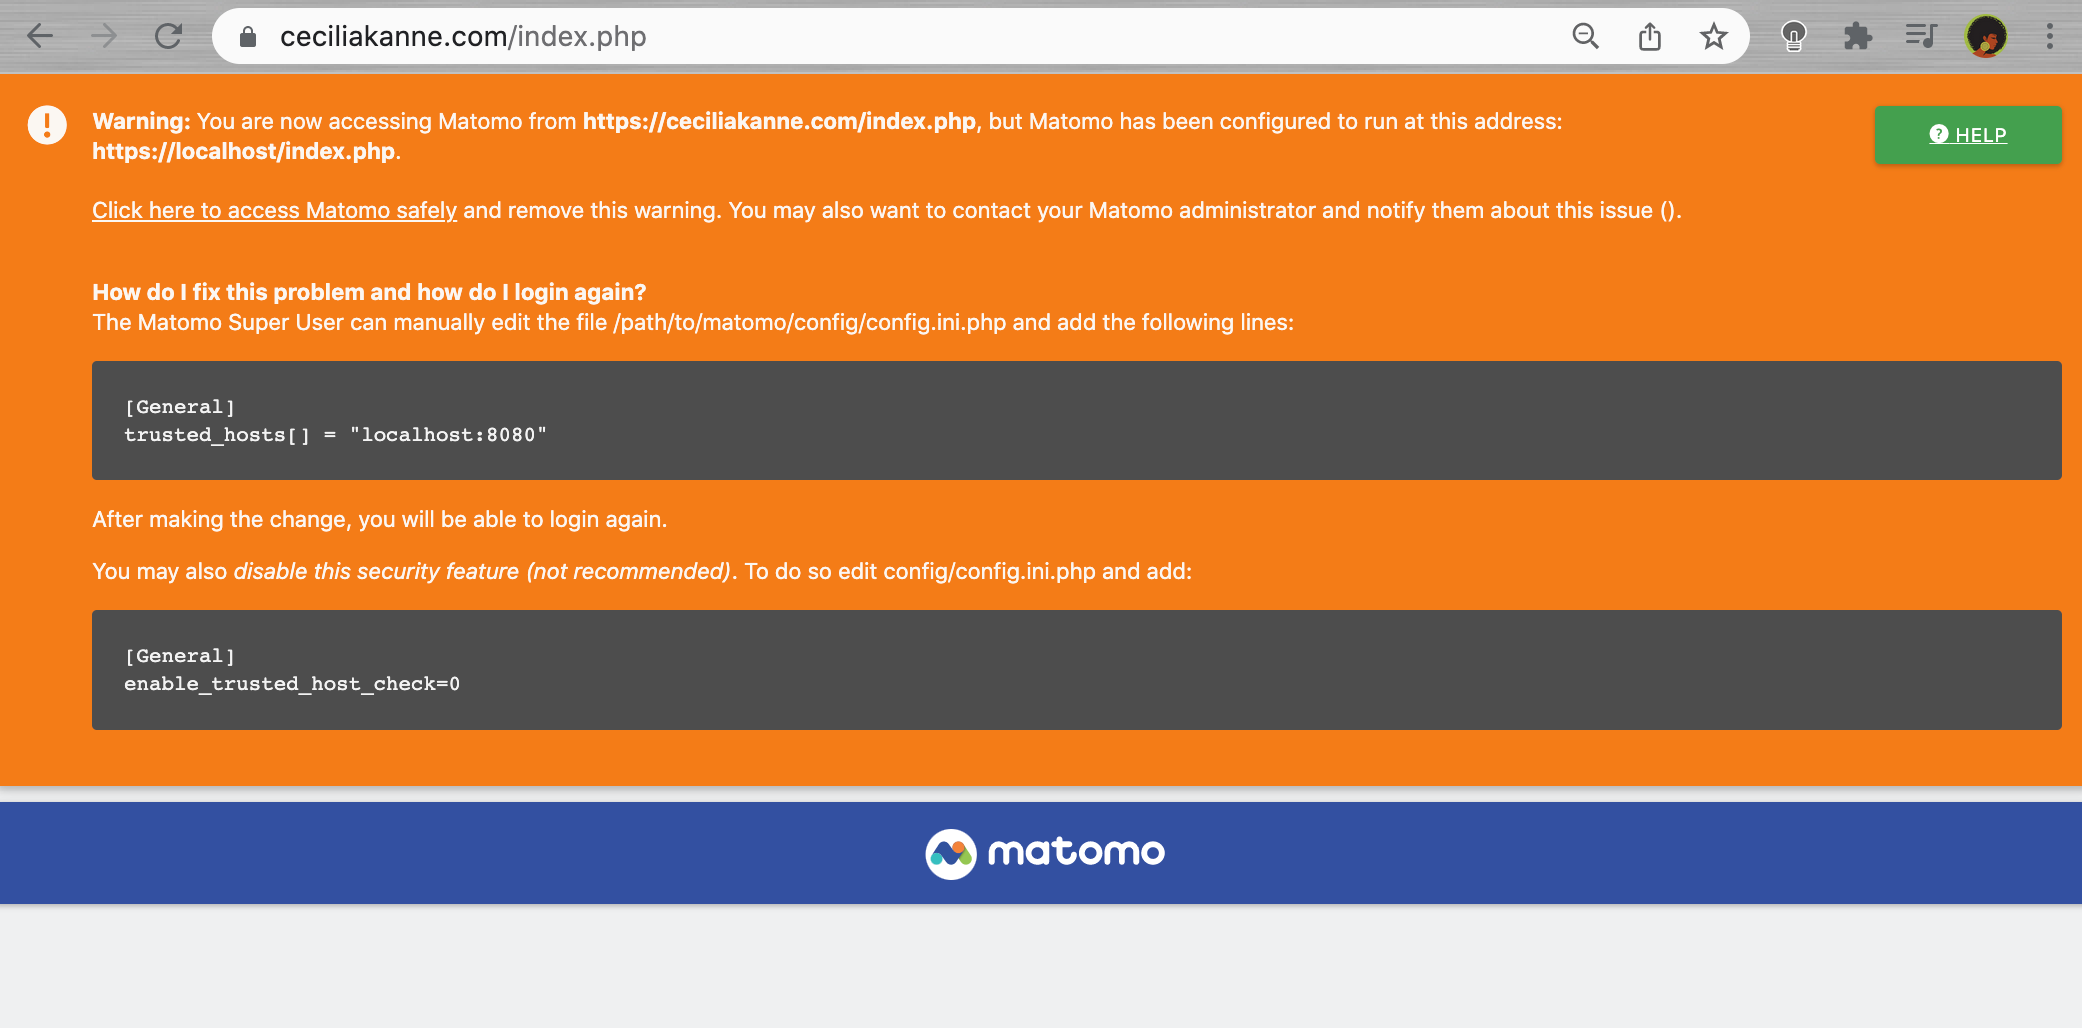 ceciliakanne.com/index.php
Warning: You are now accessing Matomo from https://ceciliakanne.com/index.php, but Matomo has been configured to run at this address:
https://localhost/index.php.
HELP
Click here to access Matomo safely and remove this warning. You may also want to contact your Matomo administrator and notify them about this issue ().
How do I fix this problem and how do I login again?
The Matomo Super User can manually edit the file /path/to/matomo/config/config.ini.php and add the following lines:
[General]
trusted_hosts[] = "localhost:8080"
After making the change, you will be able to login again.
You may also disable this security feature (not recommended). To do so edit config/config.ini.php and add:
[General]
enable_trusted_host_check=0
matomo